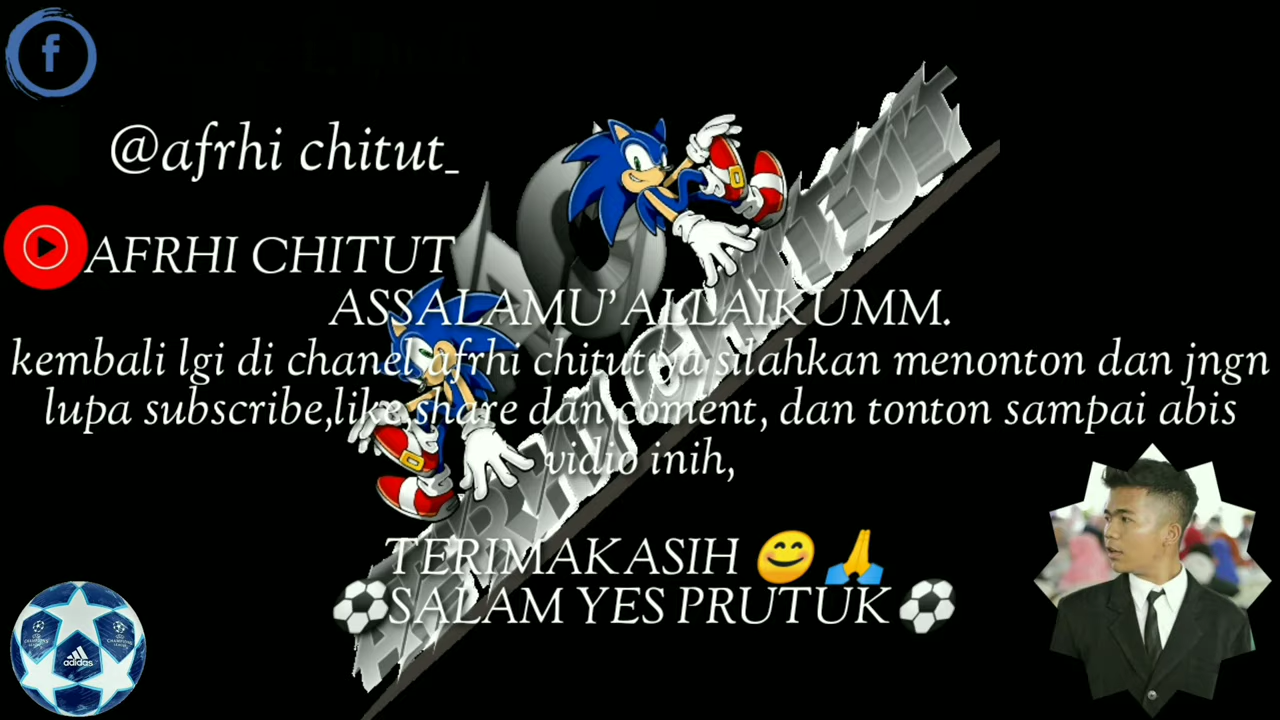 f
@afrhi chitut_
AFRHI CHITUT
ASSALAMU’ALLAIKUMM.
kembali lgi di chanel afrhi chitut ya silahkan menonton dan jngn
lupa subscribe,like,share dan coment, dan tonton sampai abis
vidio inih,
TERIMAKASIH 😊🙏
⚽SALAM YES PRUTUK⚽
adidas